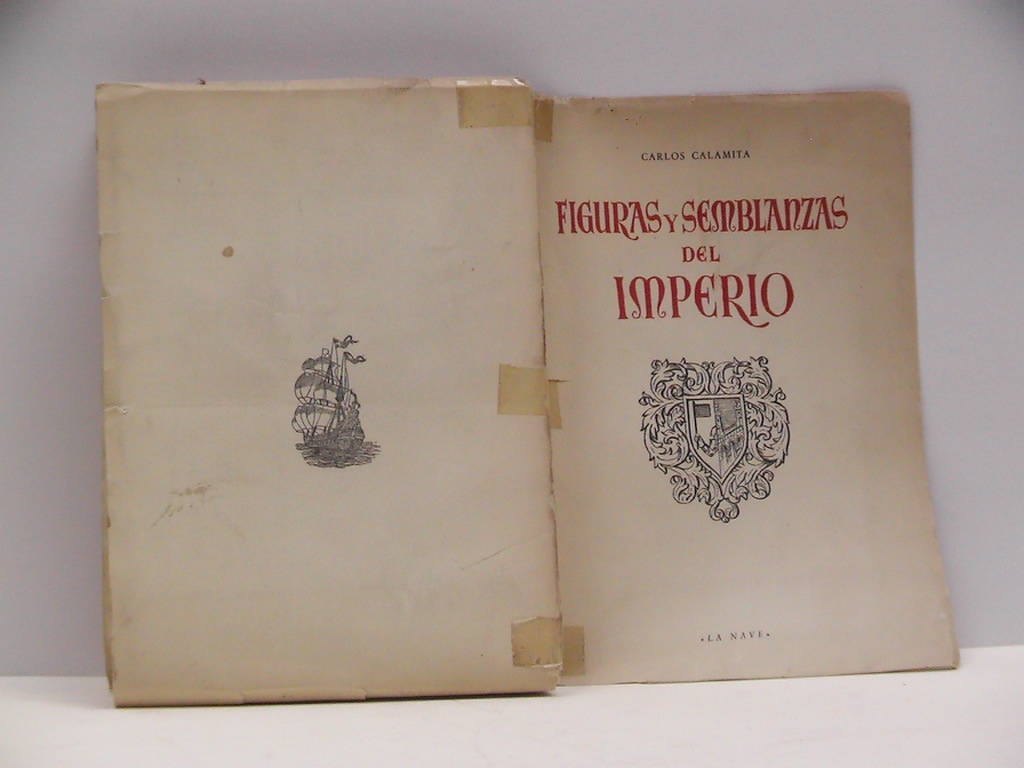 CARLOS CALAMITA
FIGURAS Y SEMBLANZAS
DEL
IMPERIO
«LA NAVE»